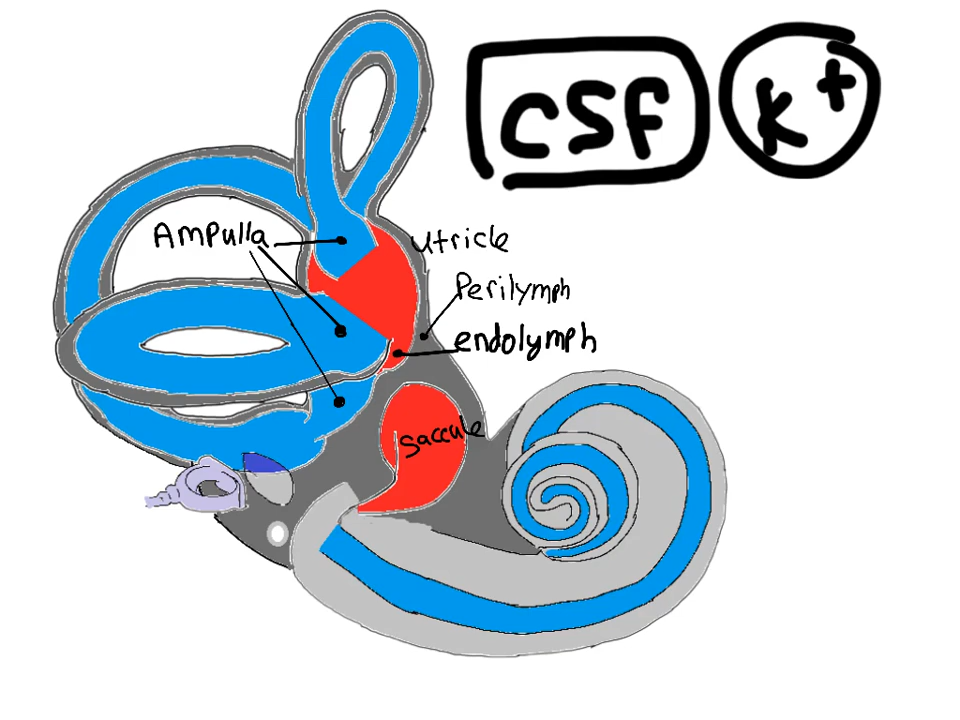 CSF K+
Ampulla
utricle
Perilymph
endolymph
saccule